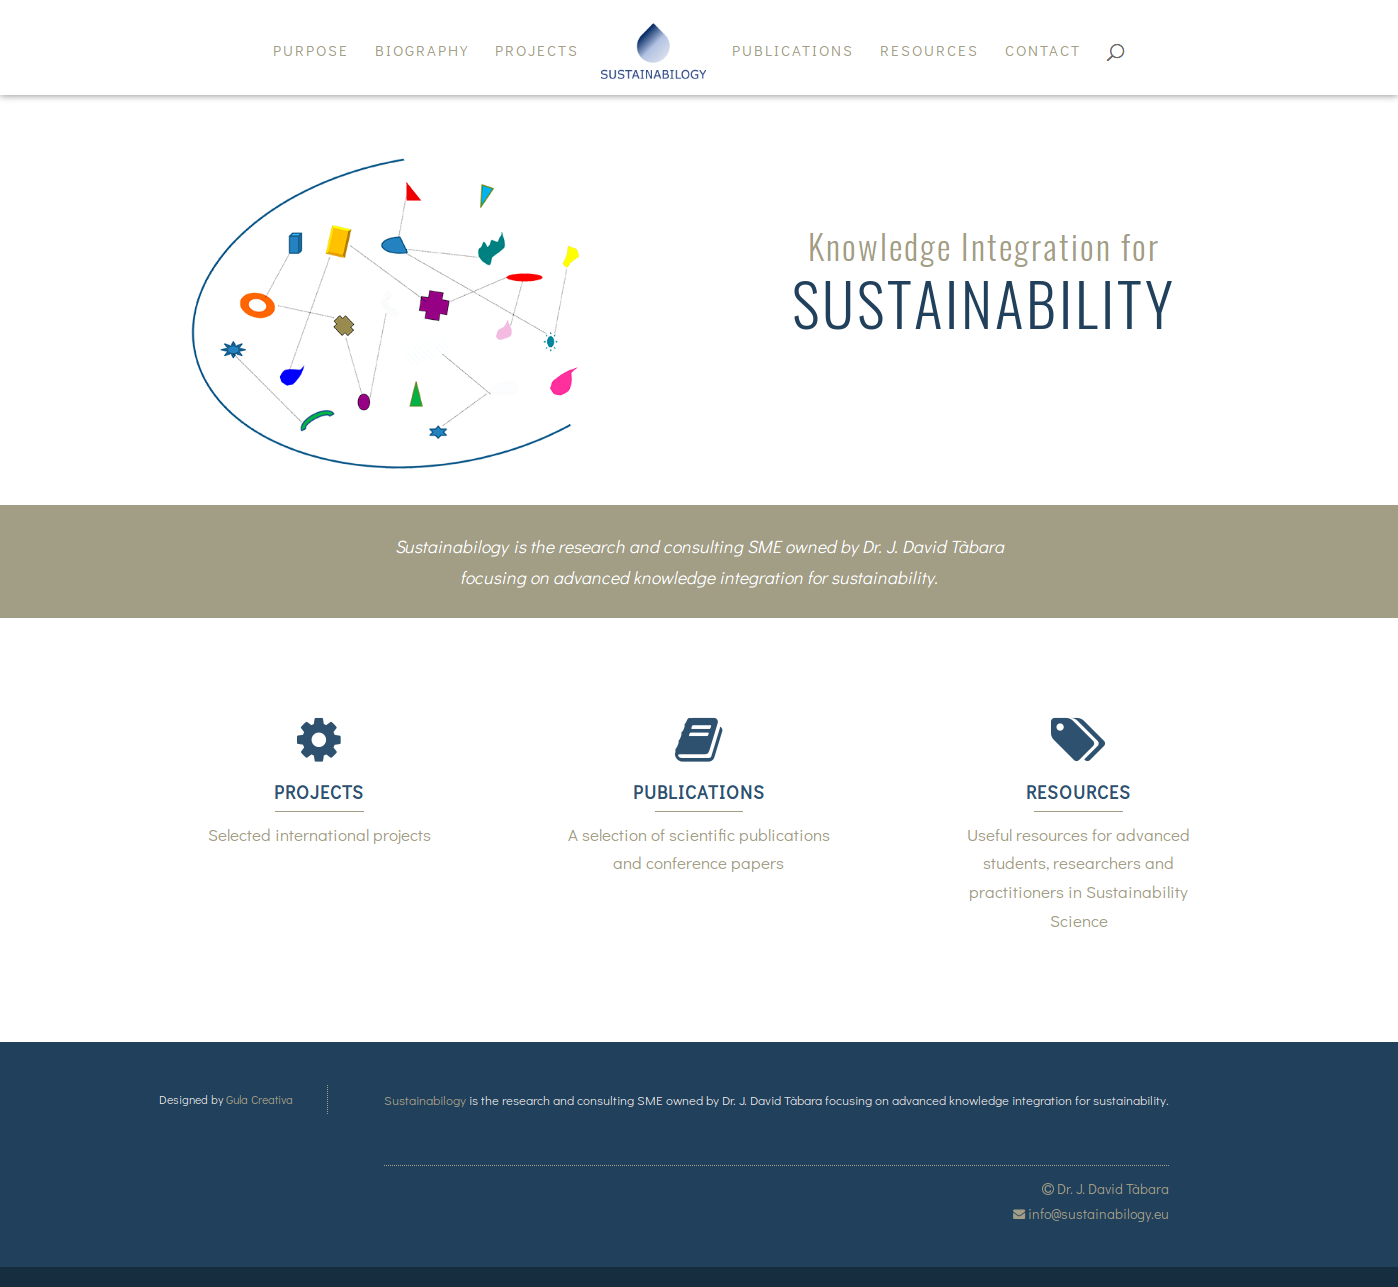 PURPOSE BIOGRAPHY PROJECTS SUSTAINABILOGY PUBLICATIONS RESOURCES CONTACT
Knowledge Integration for
SUSTAINABILITY
Sustainabilogy is the research and consulting SME owned by Dr. J. David Tàbara
focusing on advanced knowledge integration for sustainability.
PROJECTS
Selected international projects
PUBLICATIONS
A selection of scientific publications
and conference papers
RESOURCES
Useful resources for advanced
students, researchers and
practitioners in Sustainability
Science
Designed by Gula Creativa
Sustainabilogy is the research and consulting SME owned by Dr. J. David Tàbara focusing on advanced knowledge integration for sustainability.
© Dr. J. David Tàbara
info@sustainabilogy.eu